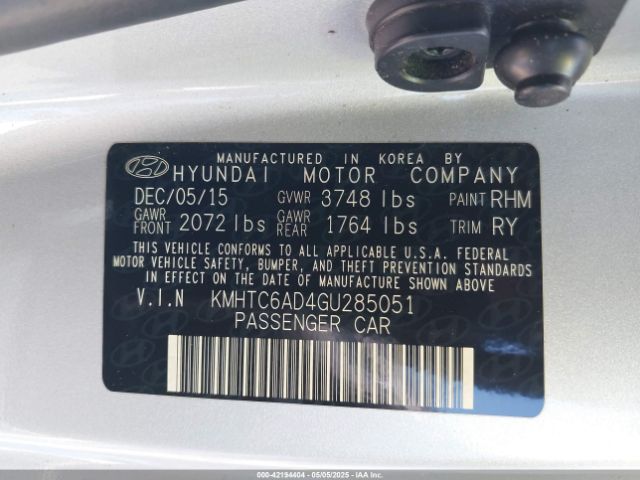 MANUFACTURED IN KOREA BY
HYUNDAI MOTOR COMPANY
DEC/05/15 GVWR 3748 lbs PAINT RHM
GAWR FRONT 2072 lbs GAWR REAR 1764 lbs TRIM RY
THIS VEHICLE CONFORMS TO ALL APPLICABLE U.S.A. FEDERAL
MOTOR VEHICLE SAFETY, BUMPER, AND THEFT PREVENTION STANDARDS
IN EFFECT ON THE DATE OF MANUFACTURE SHOWN ABOVE
V.I.N KMHTC6AD4GU285051
PASSENGER CAR
000-42194404 - 05/05/2025 - IAA Inc.